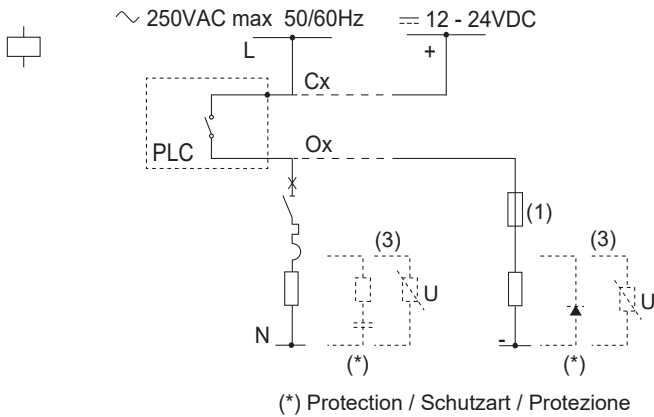 250VAC max 50/60Hz
12 - 24VDC
L
+
Cx
PLC
Ox
(1)
(3)
(3)
U
U
N
-
(*)
(*)
(*) Protection / Schutzart / Protezione